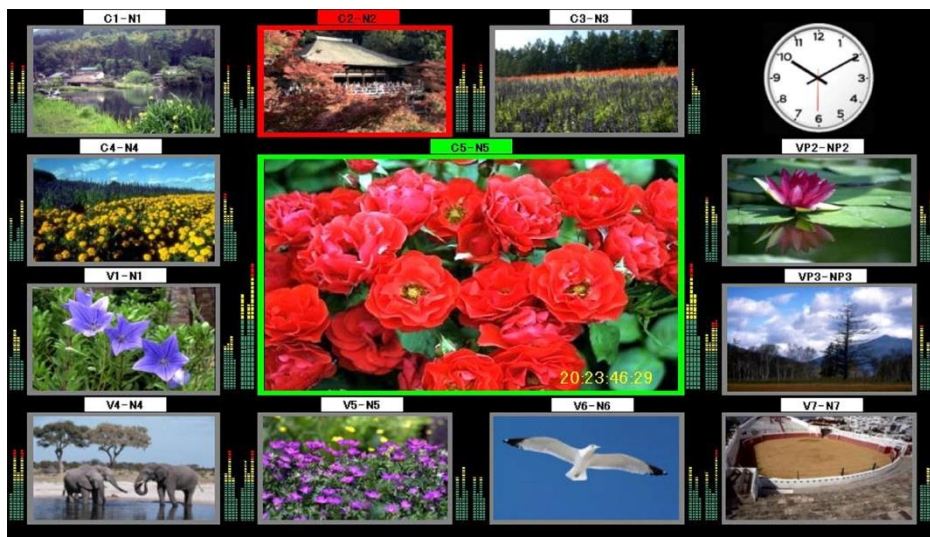 C1-N1
C2-N2
C3-N3
12
11
1
10
2
9
3
8
4
7
5
6
C4-N4
C5-N5
VP2-NP2
V1-N1
VP3-NP3
20:23:46:29
V4-N4
V5-N5
V6-N6
V7-N7